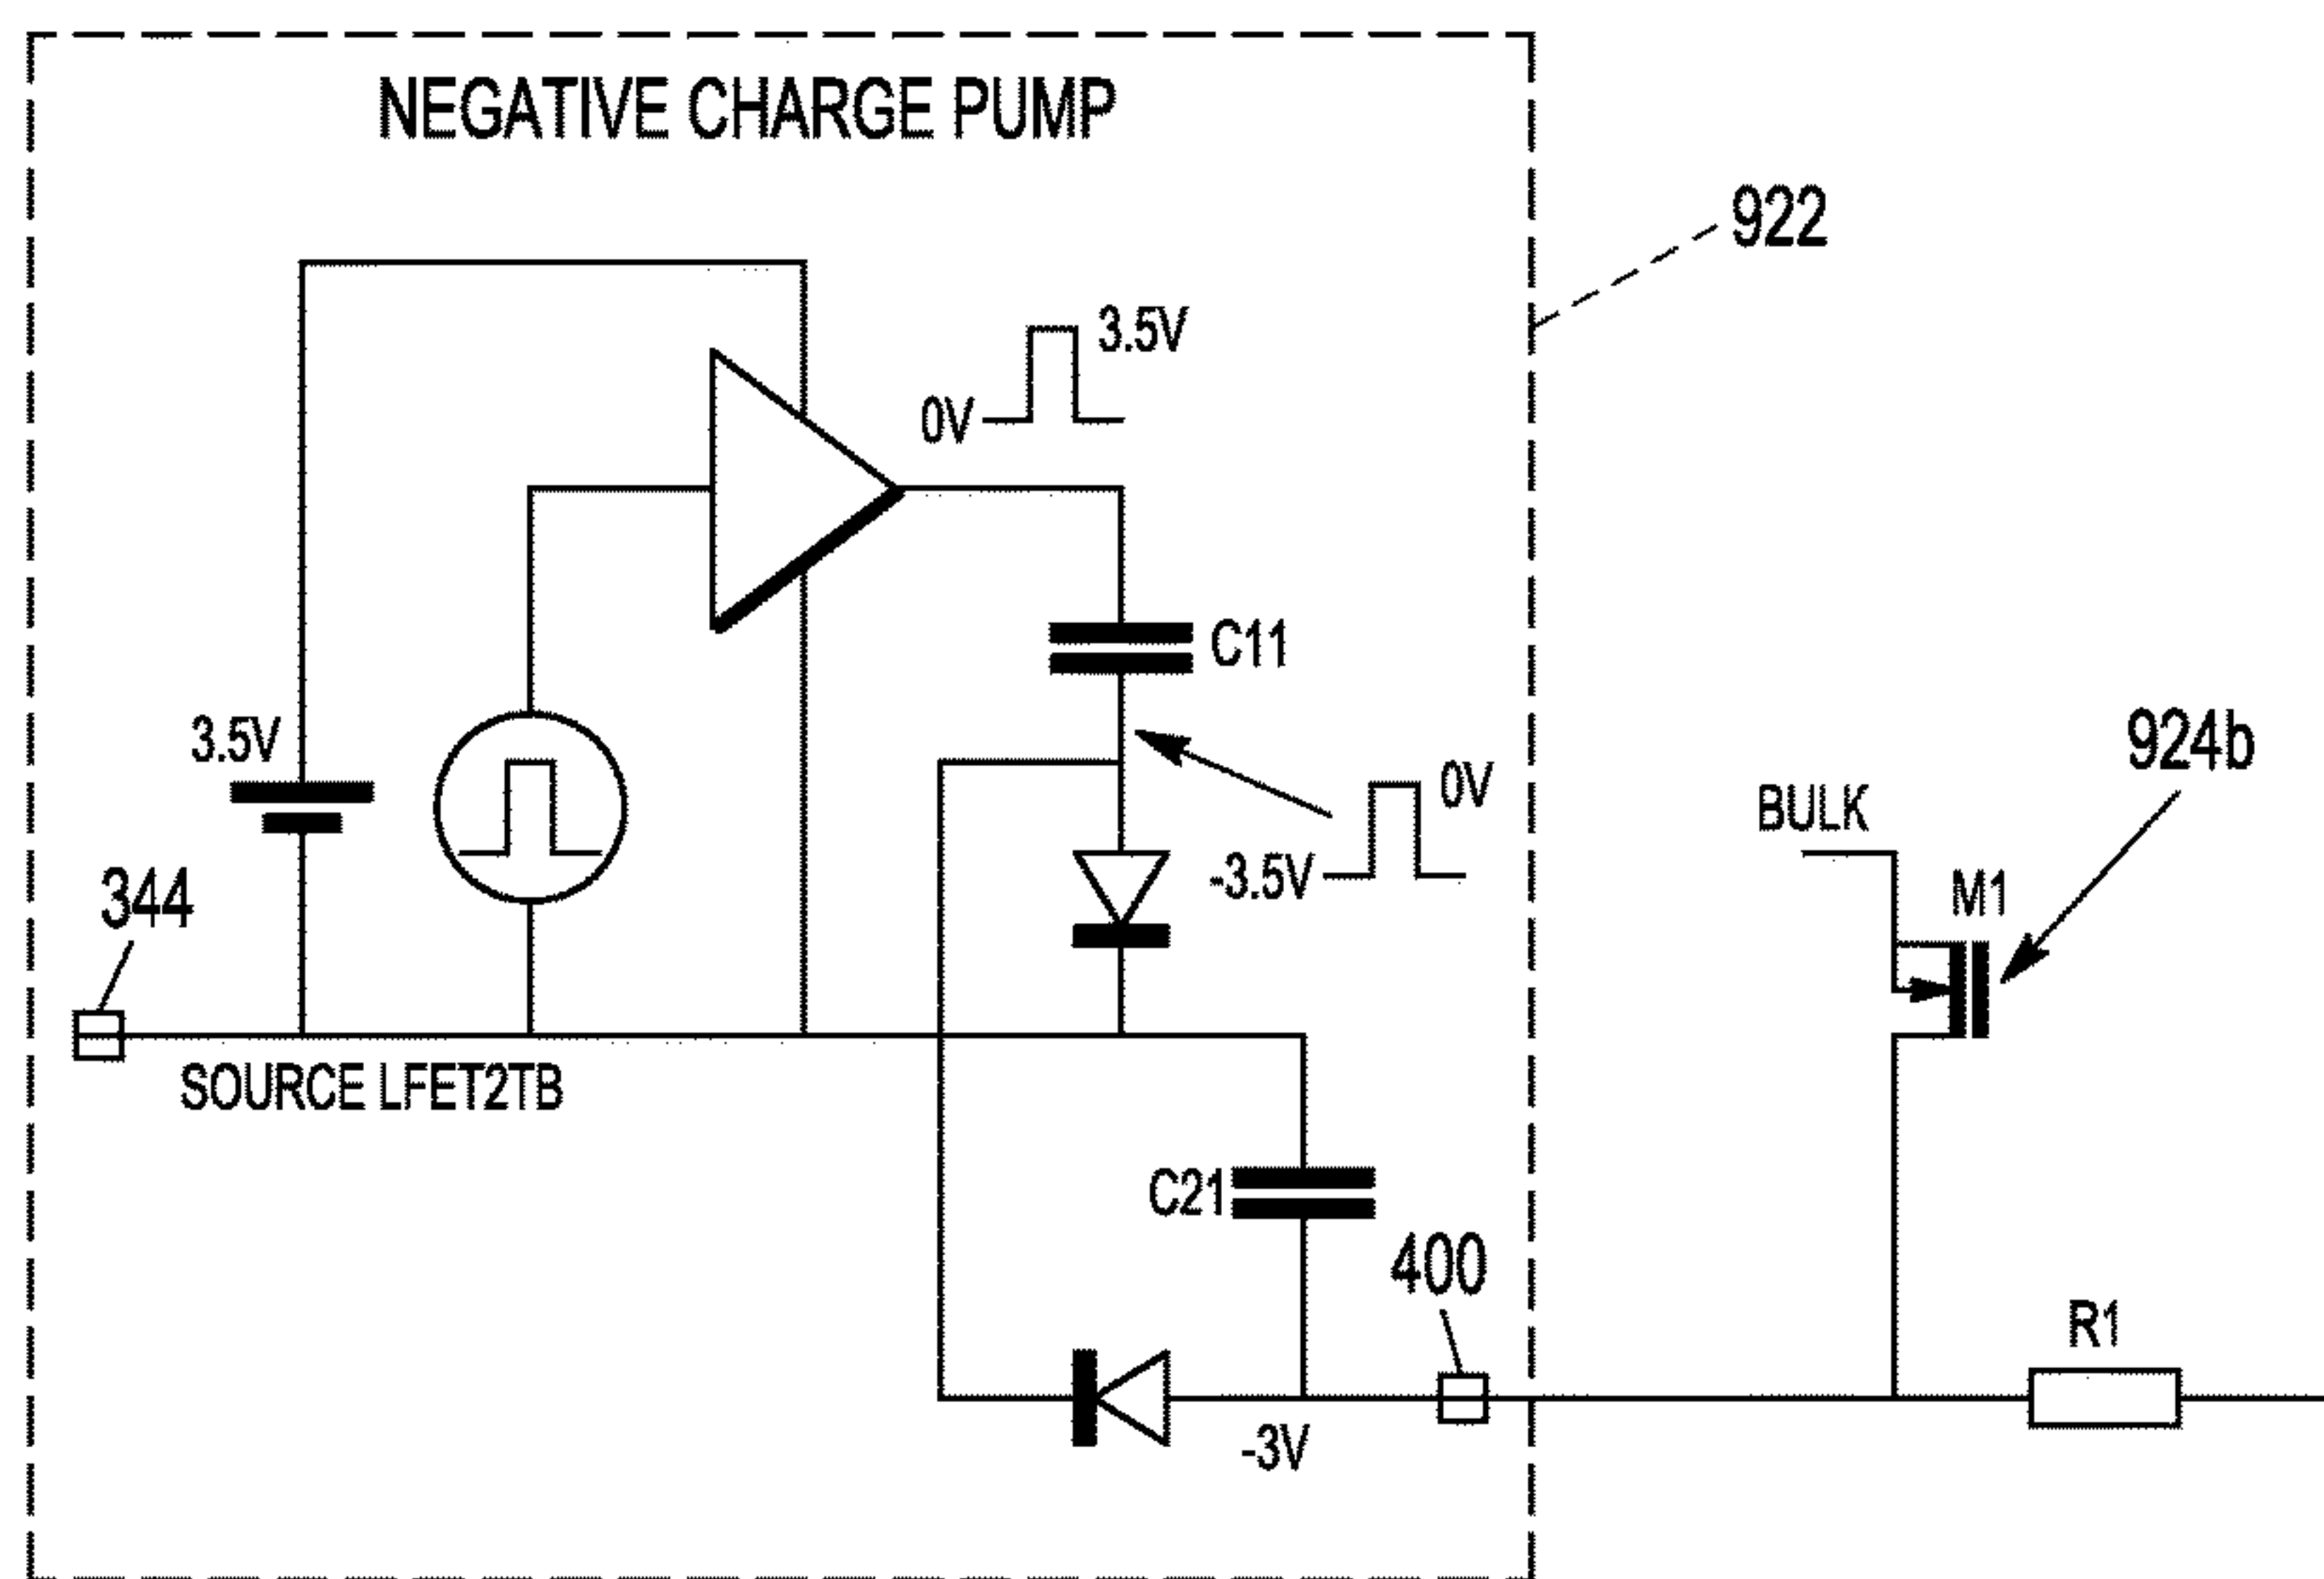 NEGATIVE CHARGE PUMP
922
3.5V
0V
C11
3.5V
0V
-3.5V
924b
BULK
M1
344
SOURCE LFET2TB
C21
400
R1
-3V